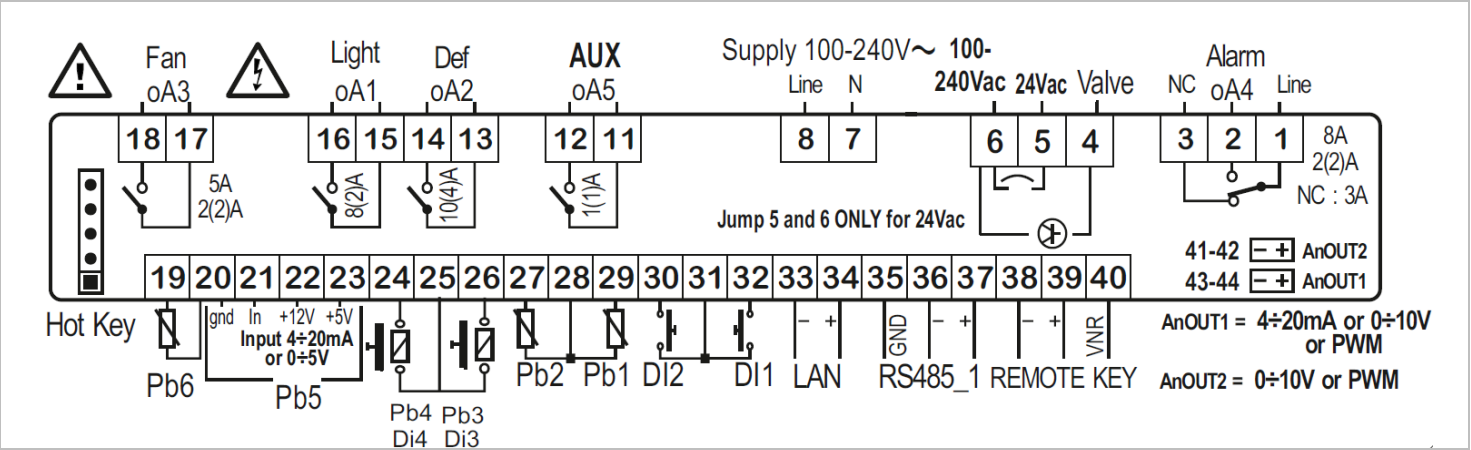 Fan
oA3
Light
oA1
Def
oA2
AUX
oA5
Supply 100-240V~
Line N
100-
240Vac 24Vac Valve
Alarm
NC oA4 Line
18 17 16 15 14 13 12 11 8 7 6 5 4 3 2 1
5A
2(2)A
8(2)A
10(4)A
1(1)A
8A
2(2)A
NC : 3A
Jump 5 and 6 ONLY for 24Vac
41-42 - + AnOUT2
43-44 - + AnOUT1
19 20 21 22 23 24 25 26 27 28 29 30 31 32 33 34 35 36 37 38 39 40
Hot Key
gnd In +12V +5V
Input 4÷20mA
or 0÷5V
Pb6
Pb5
Pb4
Di4
Pb3
Di3
Pb2
Pb1
DI2
DI1
- +
LAN
GND - +
RS485_1
- + VNR
REMOTE KEY
AnOUT1 = 4÷20mA or 0÷10V
or PWM
AnOUT2 = 0÷10V or PWM